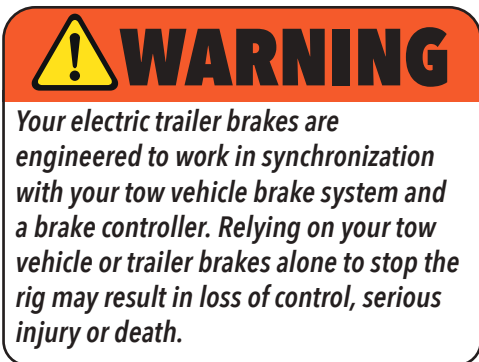 WARNING
Your electric trailer brakes are
engineered to work in synchronization
with your tow vehicle brake system and
a brake controller. Relying on your tow
vehicle or trailer brakes alone to stop the
rig may result in loss of control, serious
injury or death.